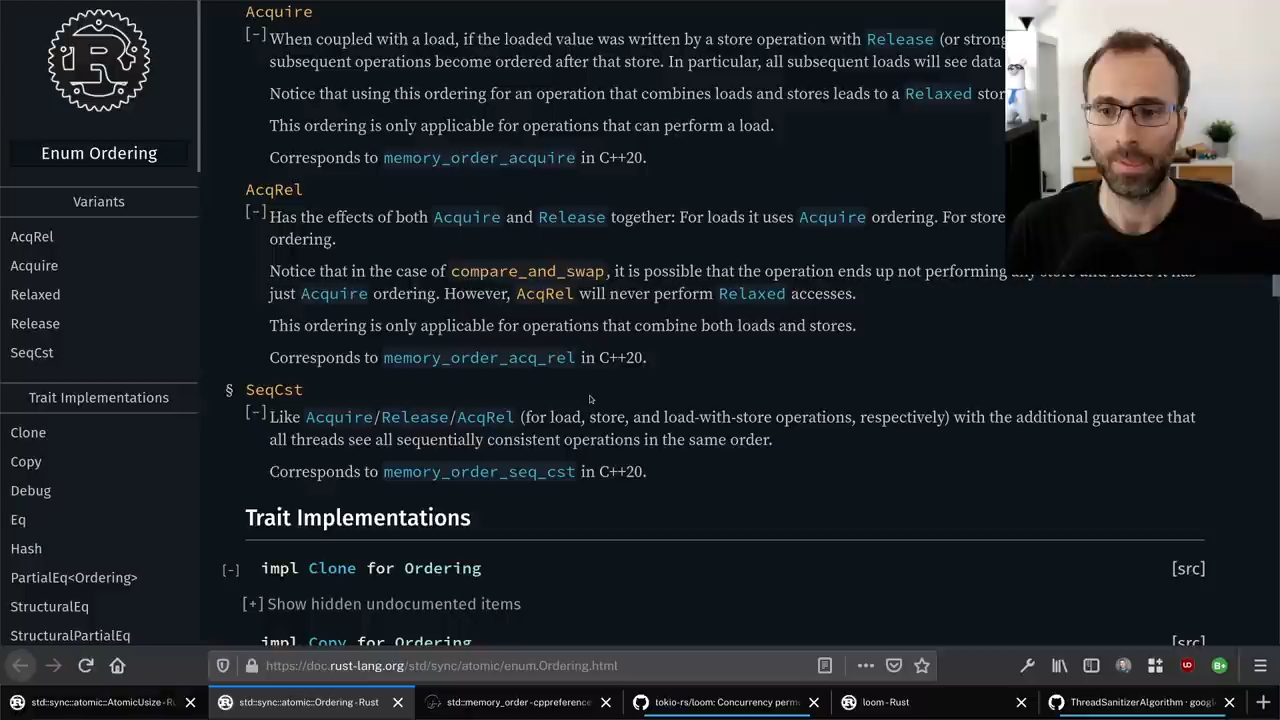 Enum Ordering
Variants
AcqRel
Acquire
Relaxed
Release
SeqCst
Trait Implementations
Clone
Copy
Debug
Eq
Hash
PartialEq<Ordering>
StructuralEq
StructuralPartialEq
Acquire
[-] When coupled with a load, if the loaded value was written by a store operation with Release (or strong
subsequent operations become ordered after that store. In particular, all subsequent loads will see data
Notice that using this ordering for an operation that combines loads and stores leads to a Relaxed stor
This ordering is only applicable for operations that can perform a load.
Corresponds to memory_order_acquire in C++20.
AcqRel
[-] Has the effects of both Acquire and Release together: For loads it uses Acquire ordering. For store
ordering.
Notice that in the case of compare_and_swap, it is possible that the operation ends up not performing any store and hence it has
just Acquire ordering. However, AcqRel will never perform Relaxed accesses.
This ordering is only applicable for operations that combine both loads and stores.
Corresponds to memory_order_acq_rel in C++20.
§ SeqCst
[-] Like Acquire/Release/AcqRel (for load, store, and load-with-store operations, respectively) with the additional guarantee that
all threads see all sequentially consistent operations in the same order.
Corresponds to memory_order_seq_cst in C++20.
Trait Implementations
[-] impl Clone for Ordering [src]
[+] Show hidden undocumented items
impl Copy for Ordering [src]
https://doc.rust-lang.org/std/sync/atomic/enum.Ordering.html
std::sync::atomic::AtomicUsize - Ru
std::sync::atomic::Ordering - Rust
std::memory_order - cppreference
tokio-rs/loom: Concurrency perm
loom - Rust
ThreadSanitizerAlgorithm · googl